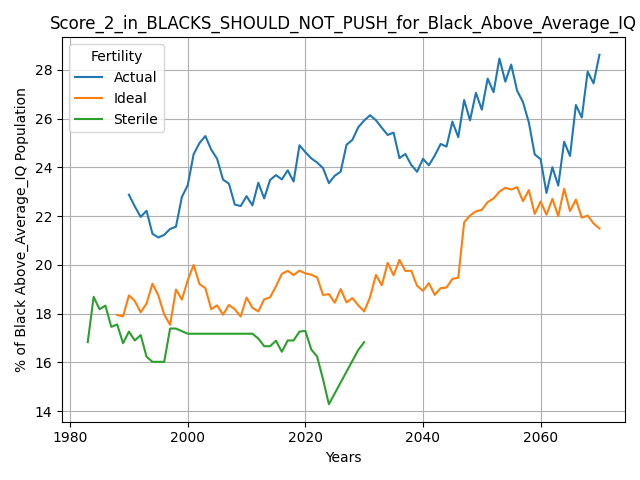 Score_2_in_BLACKS_SHOULD_NOT_PUSH_for_Black_Above_Average_IQ
Fertility
Actual
Ideal
Sterile
% of Black Above_Average_IQ Population
28
26
24
22
20
18
16
14
1980 2000 2020 2040 2060
Years